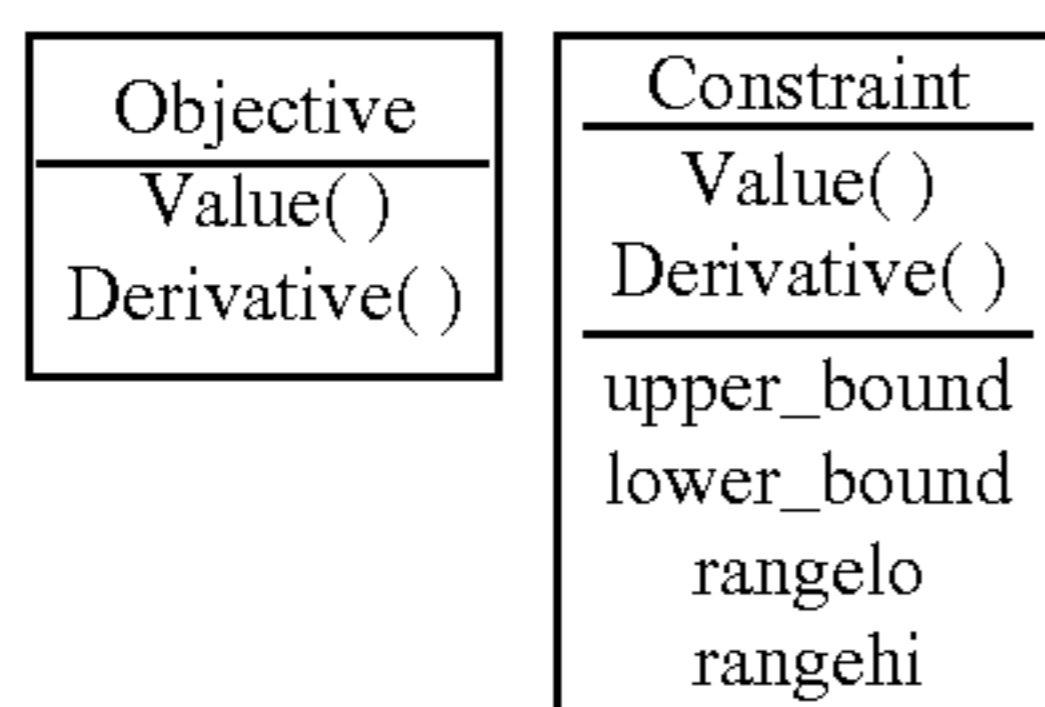 Objective
Value( )
Derivative( )
Constraint
Value( )
Derivative( )
upper_bound
lower_bound
rangelo
rangehi